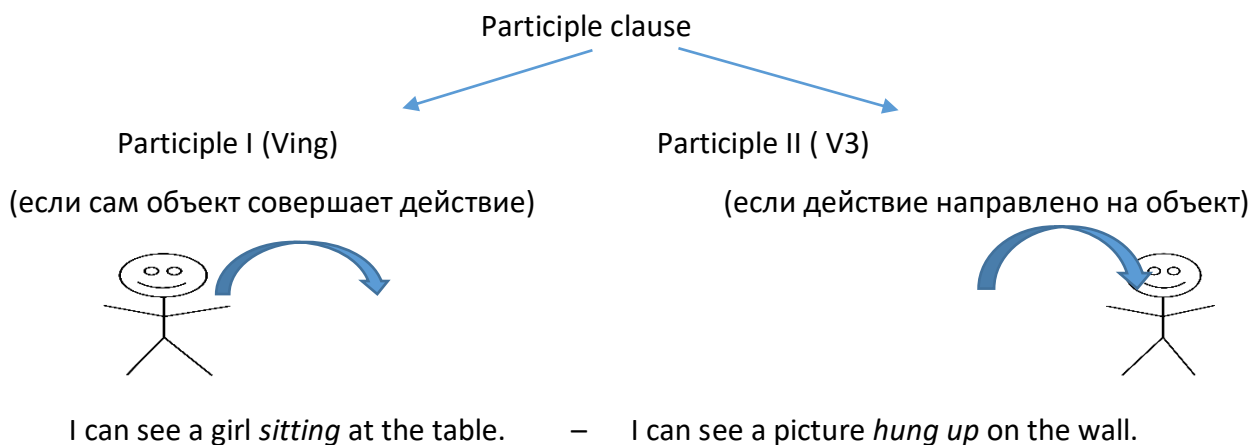 Participle clause
Participle I (Ving) Participle II ( V3)
(если сам объект совершает действие) (если действие направлено на объект)
I can see a girl sitting at the table. – I can see a picture hung up on the wall.